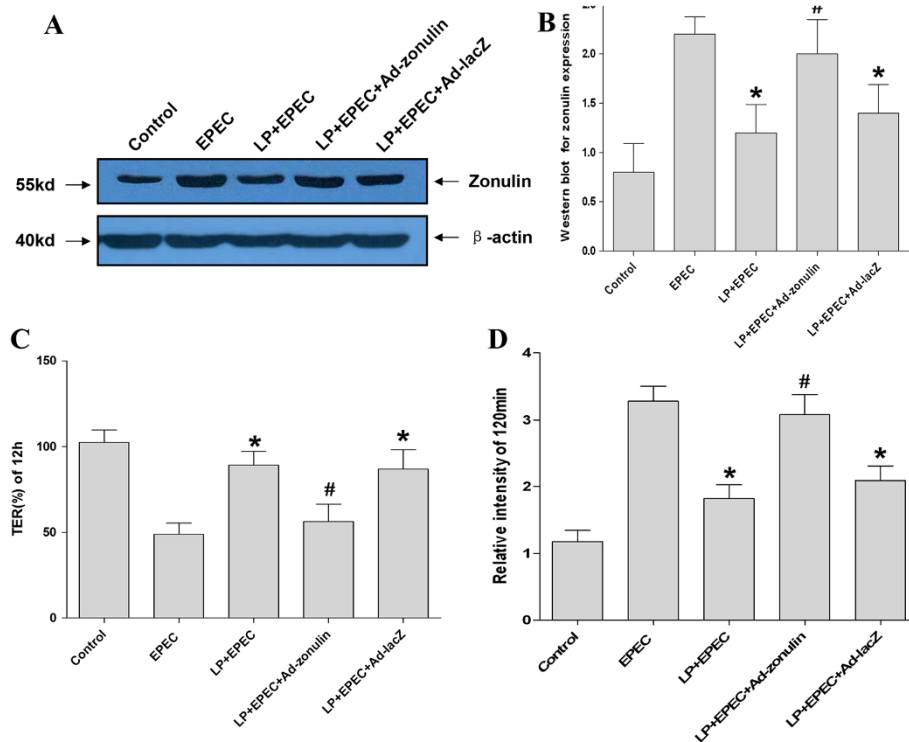 A
Control
EPEC
LP+EPEC
LP+EPEC+Ad-zonulin
LP+EPEC+Ad-lacZ
55kd
Zonulin
40kd
β-actin
B
Western blot for zonulin expression
2.0
1.5
1.0
0.5
0.0
*
#
*
Control
EPEC
LP+EPEC
LP+EPEC+Ad-zonulin
LP+EPEC+Ad-lacZ
C
TER(%) of 12h
150
100
50
0
*
#
*
Control
EPEC
LP+EPEC
LP+EPEC+Ad-zonulin
LP+EPEC+Ad-lacZ
D
Relative intensity of 120min
4
3
2
1
0
*
#
*
Control
EPEC
LP+EPEC
LP+EPEC+Ad-zonulin
LP+EPEC+Ad-lacZ